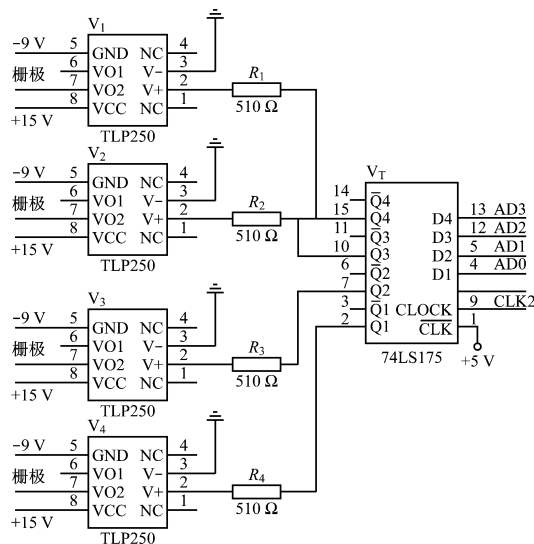 V1
-9 V 5 GND NC 4
栅极 6 VO1 V- 3
7 VO2 V+ 2 R1
8 VCC NC 1 510 Ω
+15 V
TLP250
V2
-9 V 5 GND NC 4
栅极 6 VO1 V- 3
7 VO2 V+ 2 R2
8 VCC NC 1 510 Ω
+15 V
TLP250
V3
-9 V 5 GND NC 4
栅极 6 VO1 V- 3
7 VO2 V+ 2 R3
8 VCC NC 1 510 Ω
+15 V
TLP250
V4
-9 V 5 GND NC 4
栅极 6 VO1 V- 3
7 VO2 V+ 2 R4
8 VCC NC 1 510 Ω
+15 V
TLP250
VT
14 Q̅4
15 Q4 D4 13 AD3
11 Q̅3 D3 12 AD2
10 Q3 D2 5 AD1
6 Q̅2 D1 4 AD0
7 Q2
3 Q̅1 CLOCK 9 CLK2
2 Q1 C̅L̅K̅ 1
74LS175 +5 V